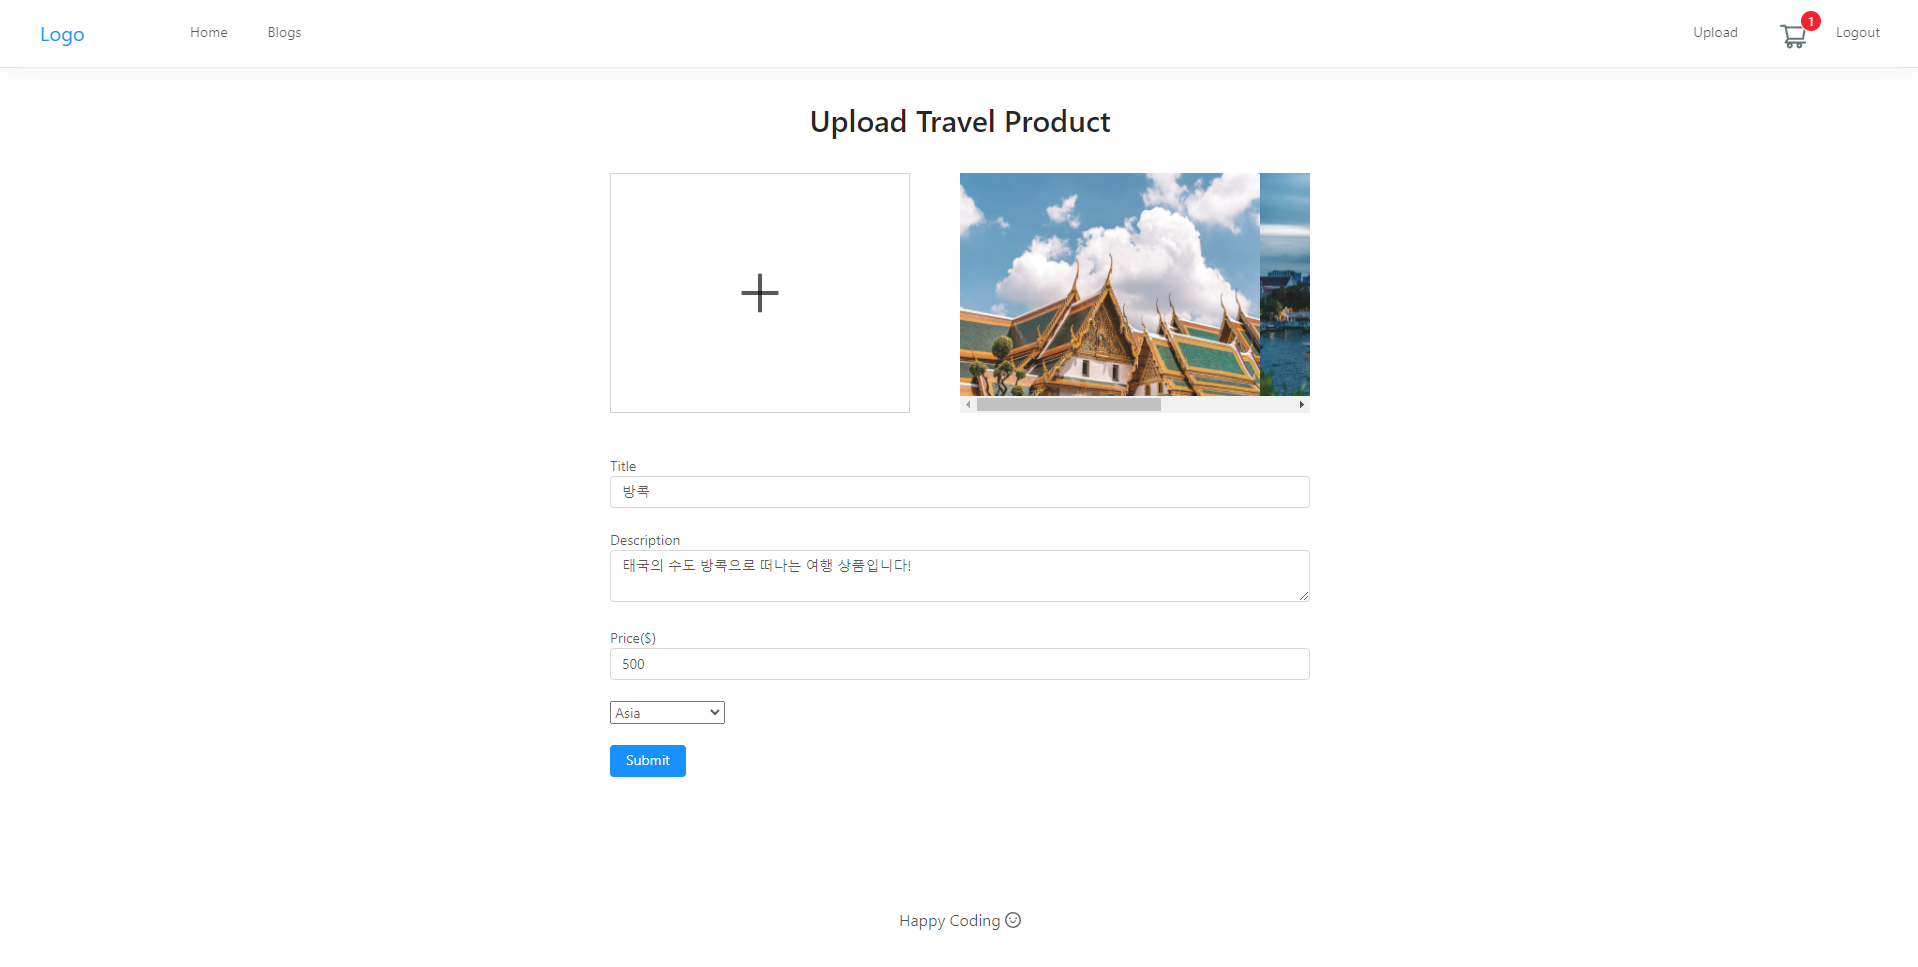 Logo
Home
Blogs
Upload
1
Logout
Upload Travel Product
Title
방콕
Description
태국의 수도 방콕으로 떠나는 여행 상품입니다!
Price($)
500
Asia
Submit
Happy Coding